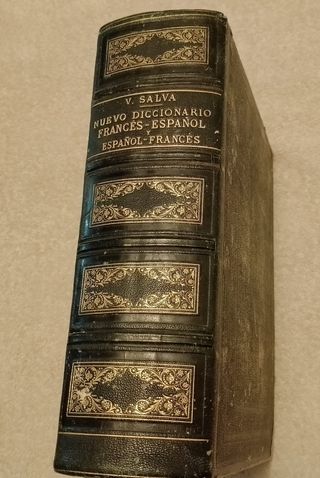 V. SALVA
NUEVO DICCIONARIO
FRANCÉS-ESPAÑOL
Y
ESPAÑOL-FRANCÉS